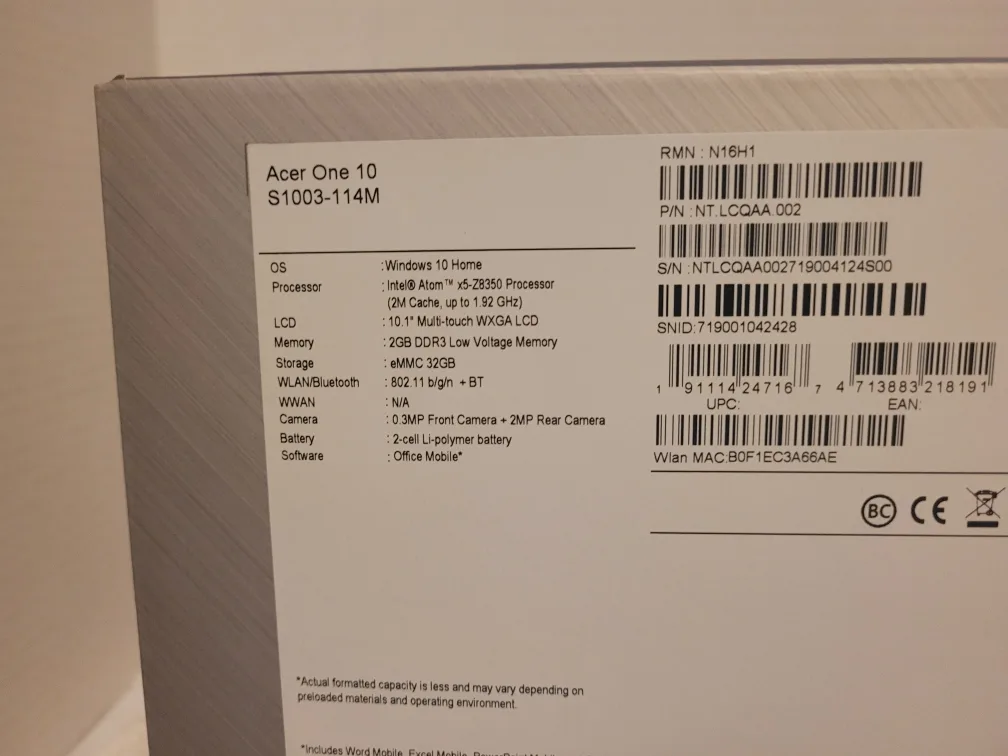 Acer One 10
S1003-114M
OS :Windows 10 Home
Processor : Intel® Atom™ x5-Z8350 Processor
(2M Cache, up to 1.92 GHz)
LCD : 10.1" Multi-touch WXGA LCD
Memory : 2GB DDR3 Low Voltage Memory
Storage : eMMC 32GB
WLAN/Bluetooth : 802.11 b/g/n + BT
WWAN : N/A
Camera : 0.3MP Front Camera + 2MP Rear Camera
Battery : 2-cell Li-polymer battery
Software : Office Mobile*
*Actual formatted capacity is less and may vary depending on
preloaded materials and operating environment.
*Includes Word Mobile, Excel Mobile, PowerPoint
RMN : N16H1
P/N :NT.LCQAA.002
S/N :NTLCQAA002719004124S00
SNID:719001042428
1 91114 24716 7 4 713883 218191
UPC: EAN:
Wlan MAC:B0F1EC3A66AE
BC CE